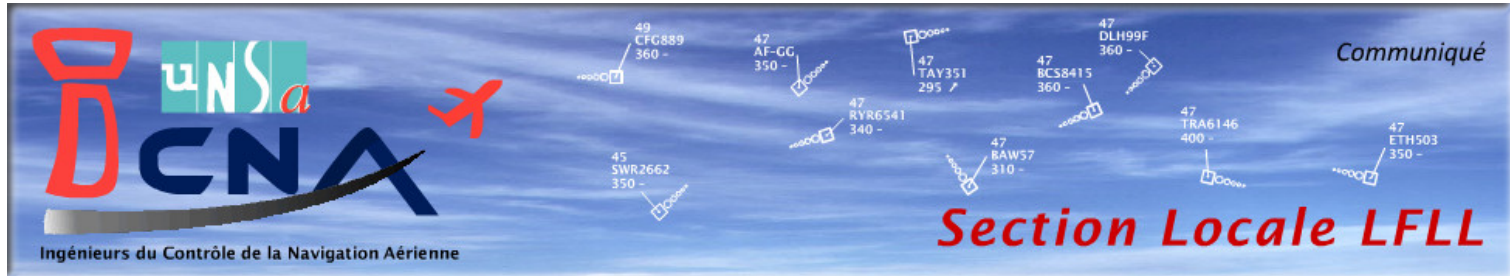 UNSa
ICNA
Ingénieurs du Contrôle de la Navigation Aérienne
49
CFG889
360 –
47
AF-GG
350 –
47
TAY351
295 ↗
47
DLH99F
360 –
47
BCS8415
360 –
47
RYR6541
340 –
45
SWR2662
350 –
47
BAW57
310 –
47
TRA6146
400 –
47
ETH503
350 –
Communiqué
Section Locale LFLL